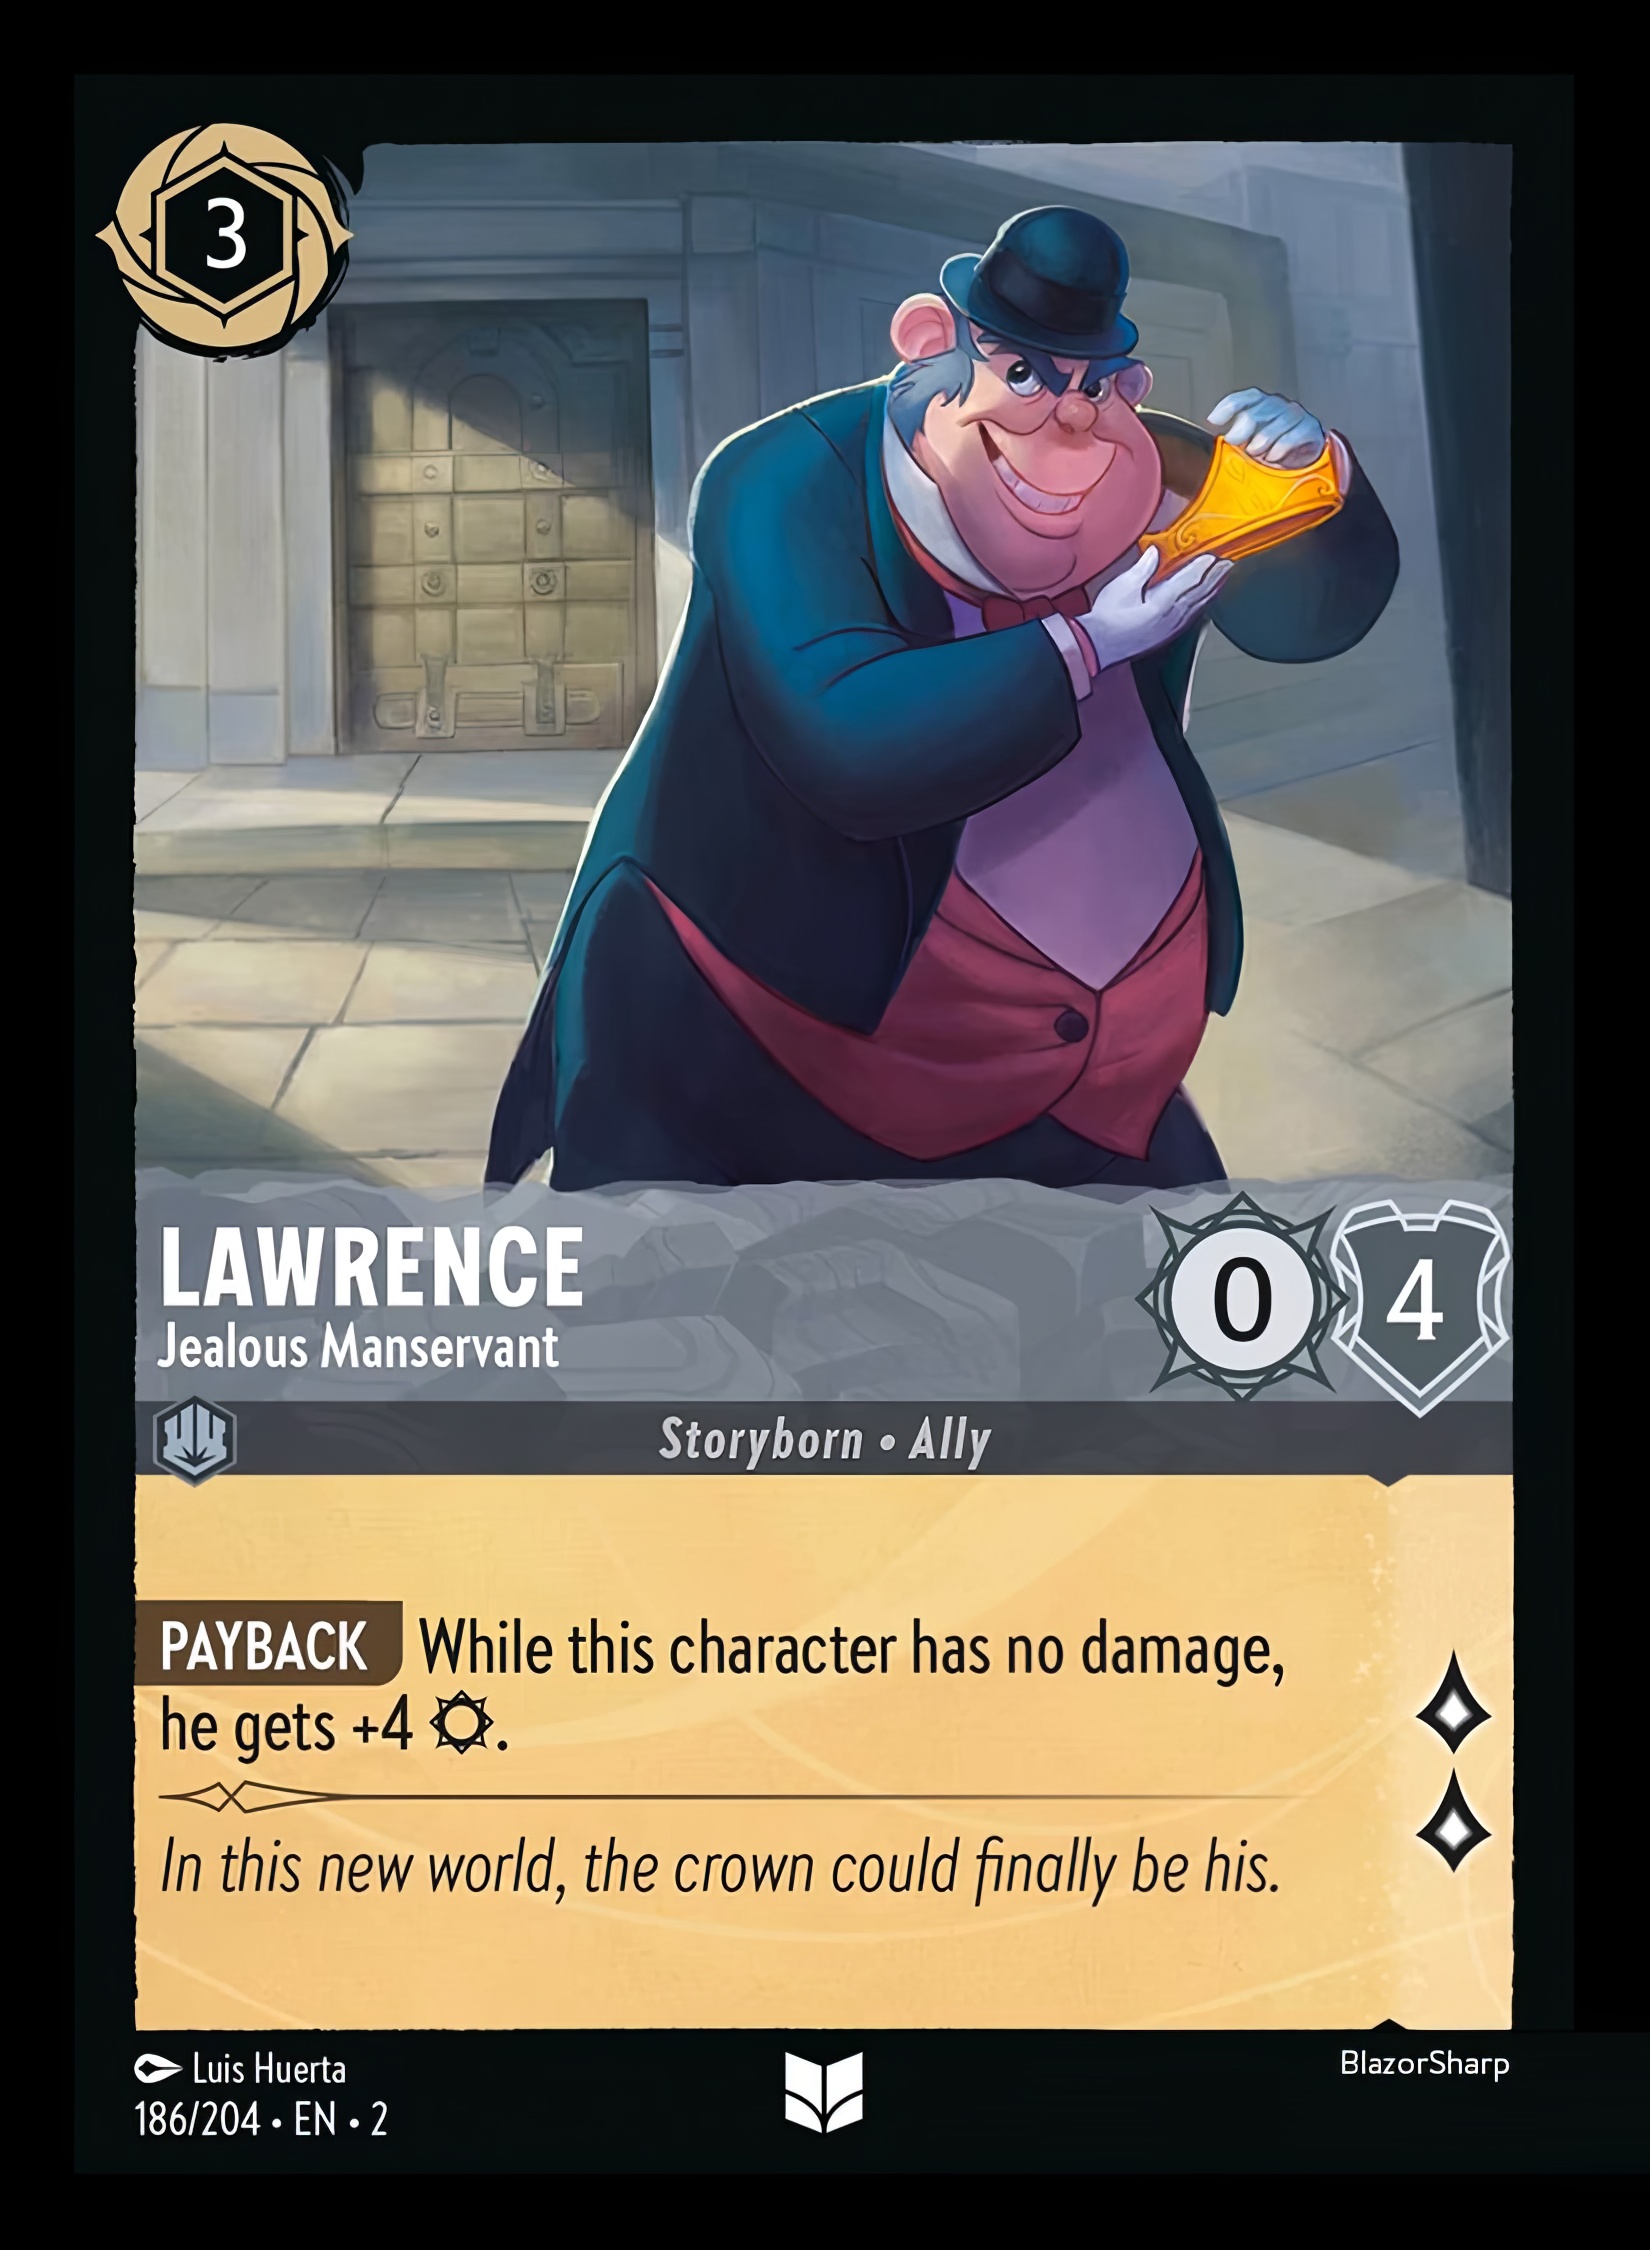 3
LAWRENCE
Jealous Manservant
0
4
Storyborn • Ally
PAYBACK While this character has no damage,
he gets +4 .
In this new world, the crown could finally be his.
Luis Huerta
186/204 • EN • 2
BlazorSharp